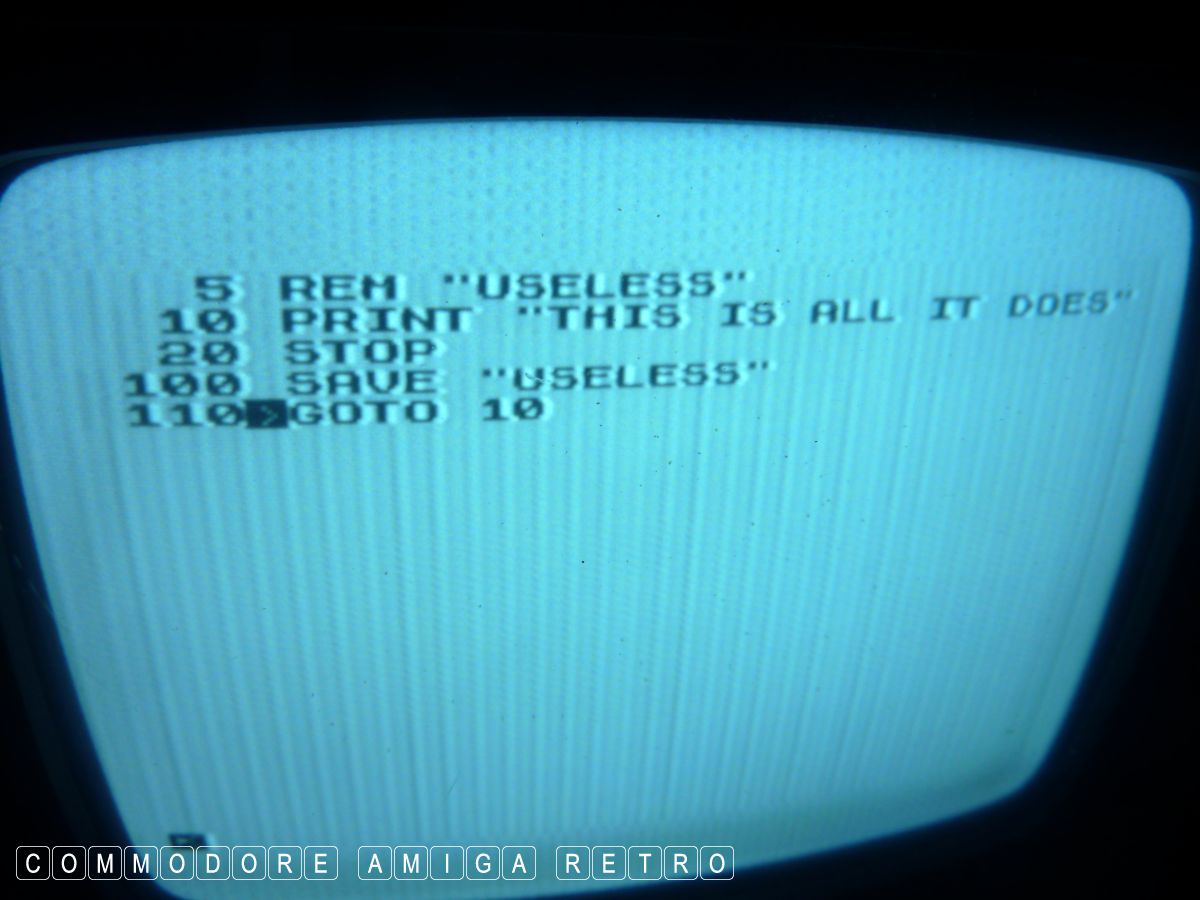 5 REM "USELESS"
10 PRINT "THIS IS ALL IT DOES"
20 STOP
100 SAVE "USELESS"
110>GOTO 10
K
COMMODORE AMIGA RETRO